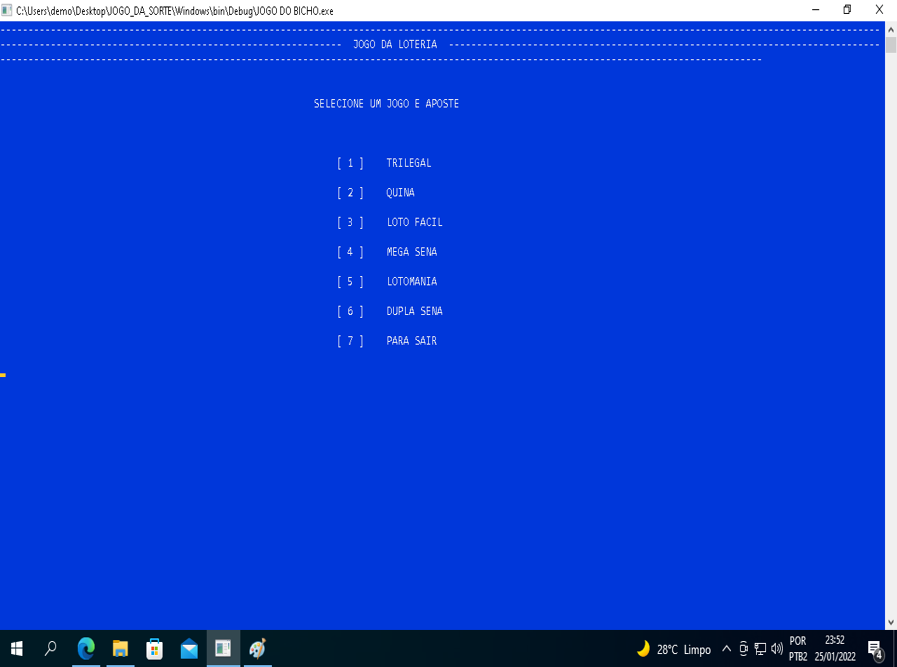 C:\Users\demo\Desktop\JOGO_DA_SORTE\Windows\bin\Debug\JOGO DO BICHO.exe
JOGO DA LOTERIA
SELECIONE UM JOGO E APOSTE
[ 1 ] TRILEGAL
[ 2 ] QUINA
[ 3 ] LOTO FACIL
[ 4 ] MEGA SENA
[ 5 ] LOTOMANIA
[ 6 ] DUPLA SENA
[ 7 ] PARA SAIR
28°C Limpo
POR
PTB2
23:52
25/01/2022
4